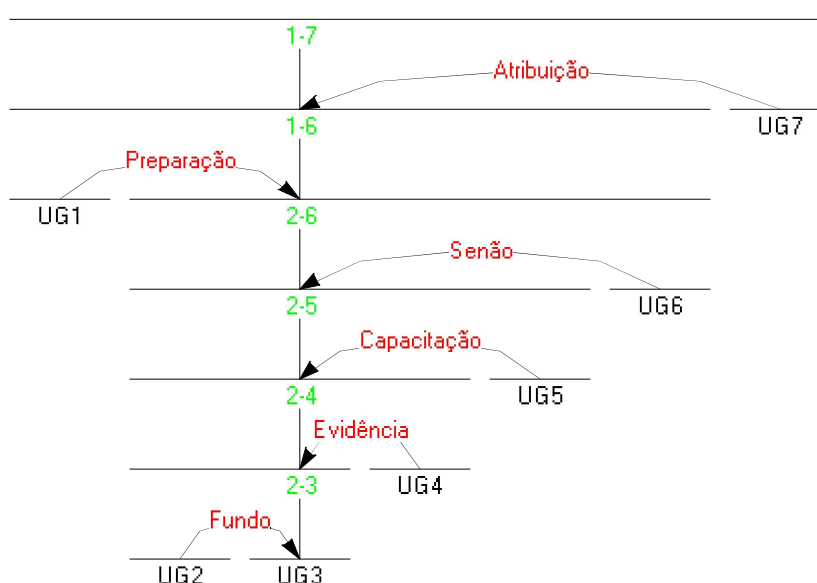 1-7
Atribuição
1-6
UG7
Preparação
UG1
2-6
Senão
2-5
UG6
Capacitação
2-4
UG5
Evidência
2-3
UG4
Fundo
UG2
UG3